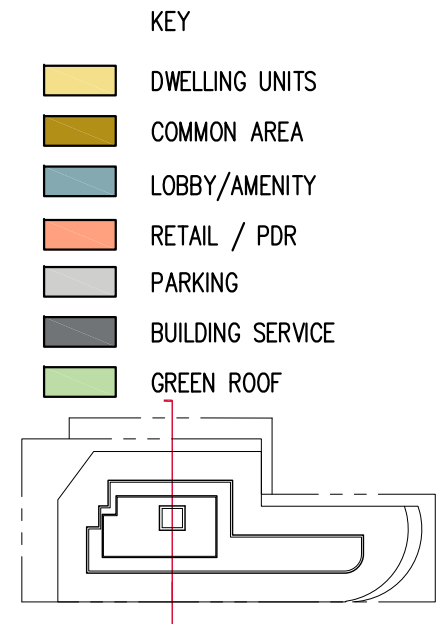 KEY
DWELLING UNITS
COMMON AREA
LOBBY/AMENITY
RETAIL / PDR
PARKING
BUILDING SERVICE
GREEN ROOF